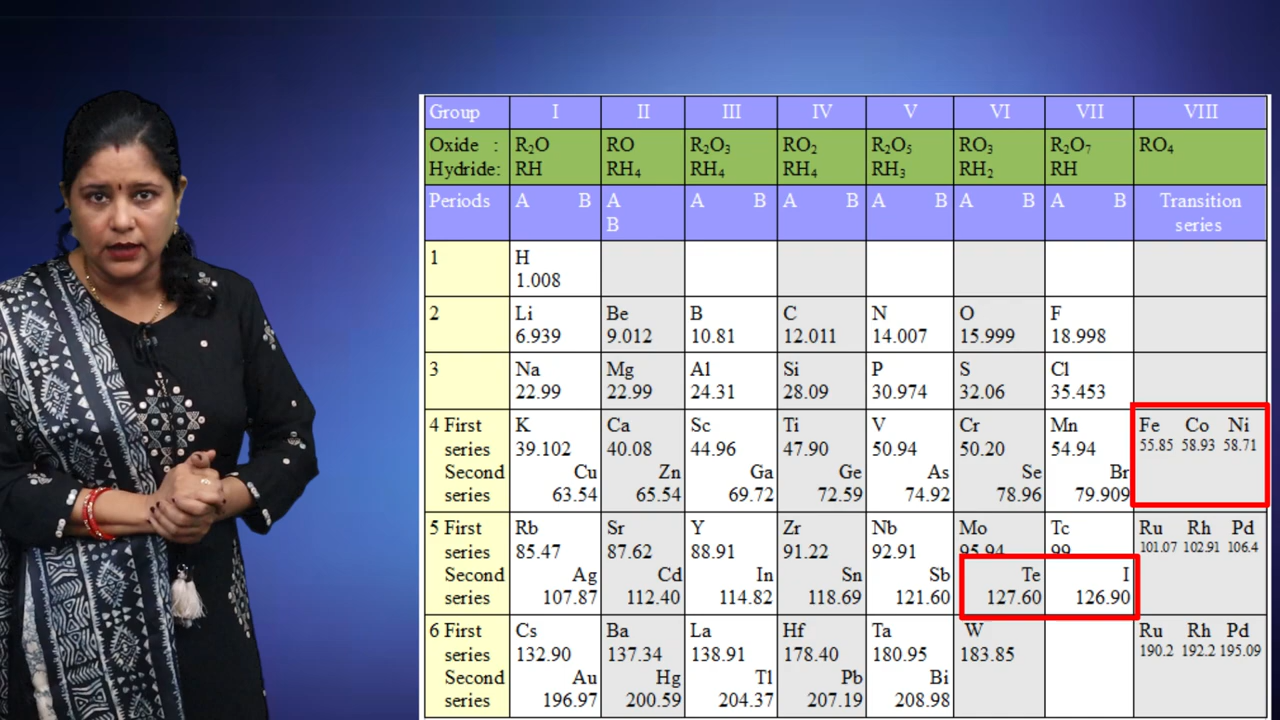 Group I II III IV V VI VII VIII
Oxide : R₂O RO R₂O₃ RO₂ R₂O₅ RO₃ R₂O₇ RO₄
Hydride: RH RH₄ RH₄ RH₄ RH₃ RH₂ RH
Periods A B A A B A B A B A B A B Transition
B series
1 H
1.008
2 Li Be B C N O F
6.939 9.012 10.81 12.011 14.007 15.999 18.998
3 Na Mg Al Si P S Cl
22.99 22.99 24.31 28.09 30.974 32.06 35.453
4 First K Ca Sc Ti V Cr Mn Fe Co Ni
series 39.102 40.08 44.96 47.90 50.94 50.20 54.94 55.85 58.93 58.71
Second Cu Zn Ga Ge As Se Br
series 63.54 65.54 69.72 72.59 74.92 78.96 79.909
5 First Rb Sr Y Zr Nb Mo Tc Ru Rh Pd
series 85.47 87.62 88.91 91.22 92.91 95.94 99 101.07 102.91 106.4
Second Ag Cd In Sn Sb Te I
series 107.87 112.40 114.82 118.69 121.60 127.60 126.90
6 First Cs Ba La Hf Ta W Ru Rh Pd
series 132.90 137.34 138.91 178.40 180.95 183.85 190.2 192.2 195.09
Second Au Hg Tl Pb Bi
series 196.97 200.59 204.37 207.19 208.98